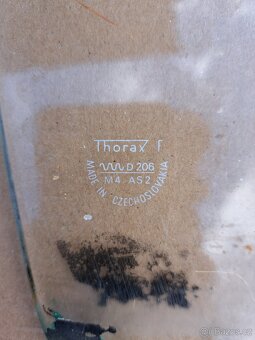 Thorax F
D 206
M4 AS2
MADE IN CZECHOSLOVAKIA